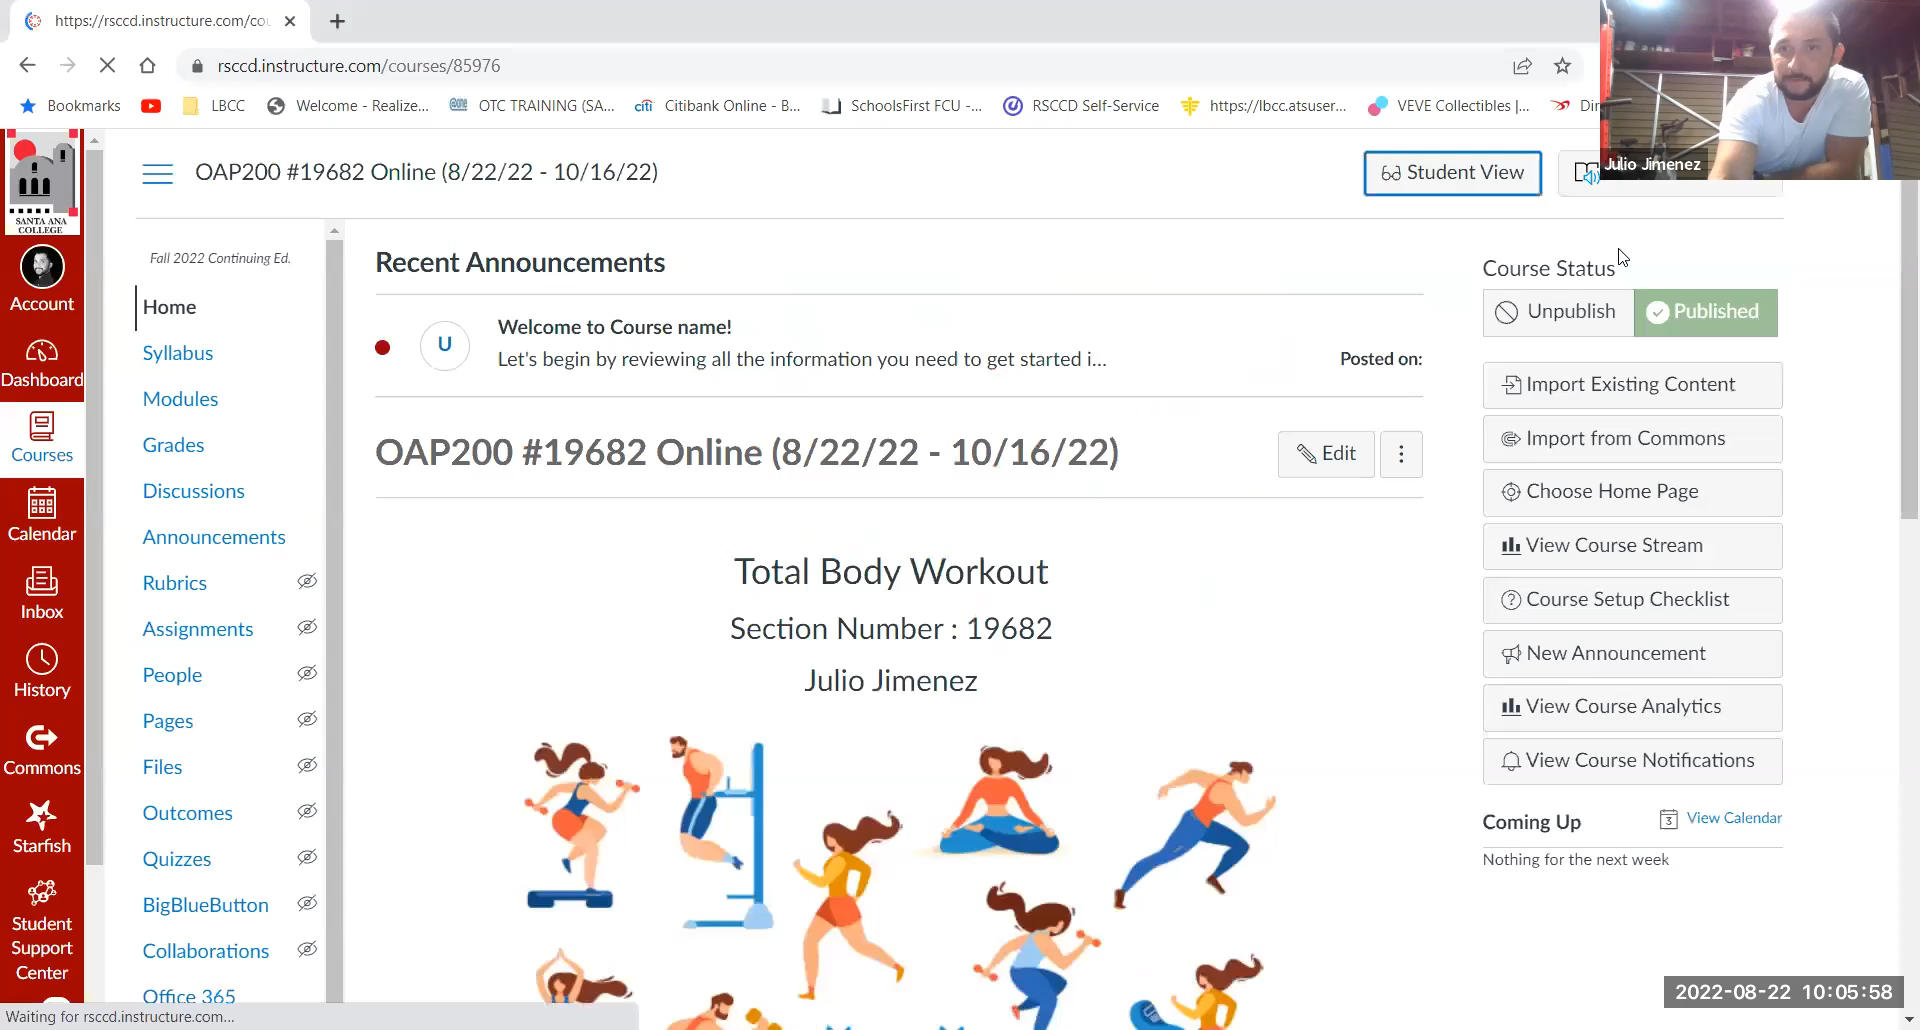 https://rsccd.instructure.com/cou
rsccd.instructure.com/courses/85976
Bookmarks
LBCC
Welcome - Realize...
OTC TRAINING (SA...
citi
Citibank Online - B...
SchoolsFirst FCU -...
RSCCD Self-Service
https://lbcc.atsuser...
VEVE Collectibles |...
Dir
Julio Jimenez
SANTA ANA
COLLEGE
Account
Dashboard
Courses
Calendar
Inbox
History
Commons
Starfish
Student
Support
Center
OAP200 #19682 Online (8/22/22 - 10/16/22)
Student View
Fall 2022 Continuing Ed.
Home
Syllabus
Modules
Grades
Discussions
Announcements
Rubrics
Assignments
People
Pages
Files
Outcomes
Quizzes
BigBlueButton
Collaborations
Office 365
Recent Announcements
U
Welcome to Course name!
Let's begin by reviewing all the information you need to get started i...
Posted on:
OAP200 #19682 Online (8/22/22 - 10/16/22)
Edit
Total Body Workout
Section Number : 19682
Julio Jimenez
Course Status
Unpublish
Published
Import Existing Content
Import from Commons
Choose Home Page
View Course Stream
Course Setup Checklist
New Announcement
View Course Analytics
View Course Notifications
Coming Up
3
View Calendar
Nothing for the next week
2022-08-22 10:05:58
Waiting for rsccd.instructure.com...